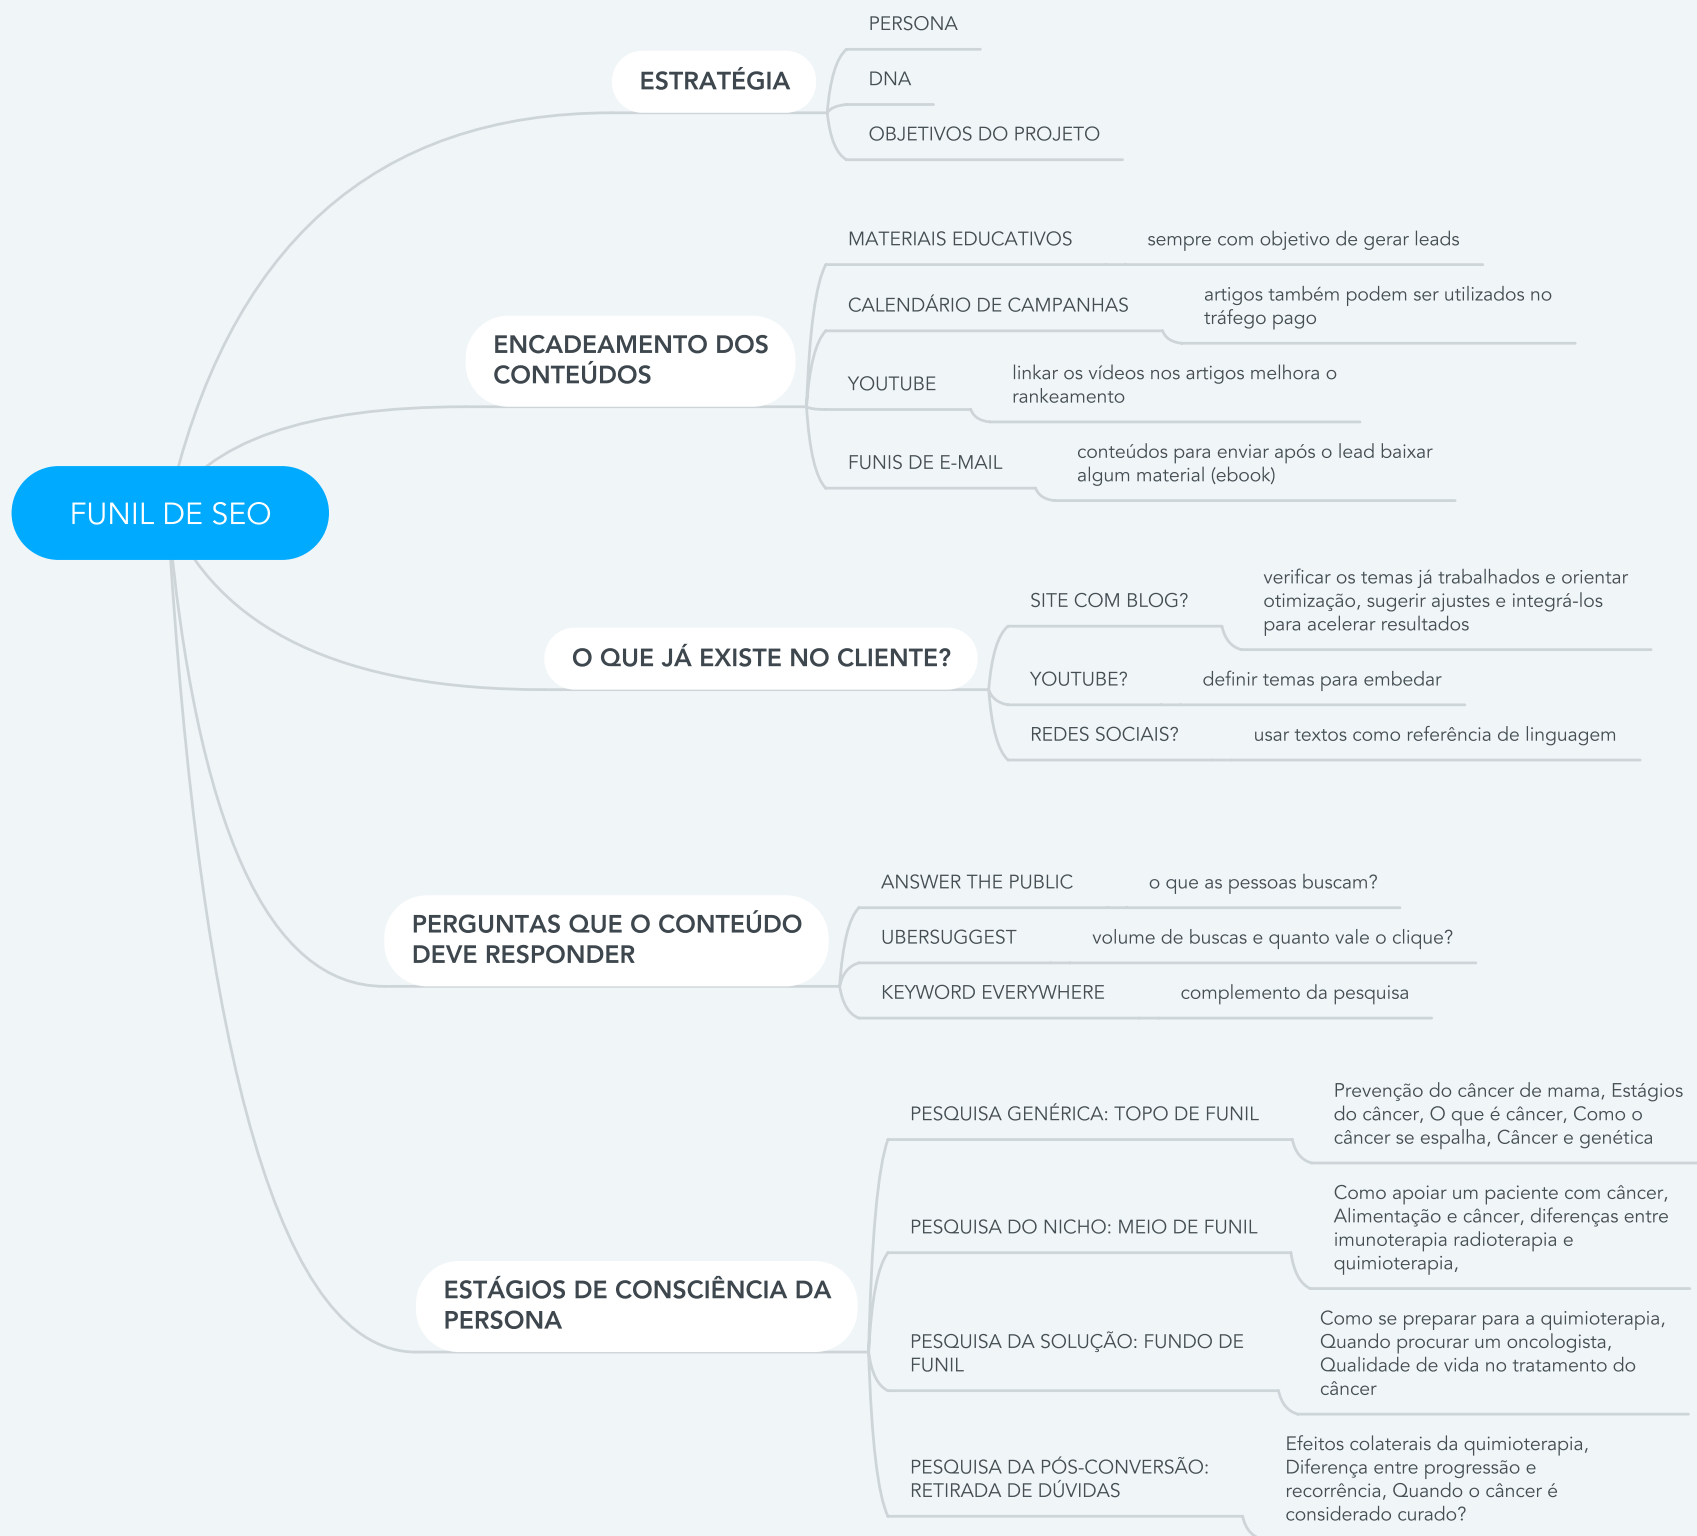 FUNIL DE SEO
ESTRATÉGIA
PERSONA
DNA
OBJETIVOS DO PROJETO
ENCADEAMENTO DOS
CONTEÚDOS
MATERIAIS EDUCATIVOS
sempre com objetivo de gerar leads
CALENDÁRIO DE CAMPANHAS
artigos também podem ser utilizados no
tráfego pago
YOUTUBE
linkar os vídeos nos artigos melhora o
rankeamento
FUNIS DE E-MAIL
conteúdos para enviar após o lead baixar
algum material (ebook)
O QUE JÁ EXISTE NO CLIENTE?
SITE COM BLOG?
verificar os temas já trabalhados e orientar
otimização, sugerir ajustes e integrá-los
para acelerar resultados
YOUTUBE?
definir temas para embedar
REDES SOCIAIS?
usar textos como referência de linguagem
PERGUNTAS QUE O CONTEÚDO
DEVE RESPONDER
ANSWER THE PUBLIC
o que as pessoas buscam?
UBERSUGGEST
volume de buscas e quanto vale o clique?
KEYWORD EVERYWHERE
complemento da pesquisa
ESTÁGIOS DE CONSCIÊNCIA DA
PERSONA
PESQUISA GENÉRICA: TOPO DE FUNIL
Prevenção do câncer de mama, Estágios
do câncer, O que é câncer, Como o
câncer se espalha, Câncer e genética
PESQUISA DO NICHO: MEIO DE FUNIL
Como apoiar um paciente com câncer,
Alimentação e câncer, diferenças entre
imunoterapia radioterapia e
quimioterapia,
PESQUISA DA SOLUÇÃO: FUNDO DE
FUNIL
Como se preparar para a quimioterapia,
Quando procurar um oncologista,
Qualidade de vida no tratamento do
câncer
PESQUISA DA PÓS-CONVERSÃO:
RETIRADA DE DÚVIDAS
Efeitos colaterais da quimioterapia,
Diferença entre progressão e
recorrência, Quando o câncer é
considerado curado?